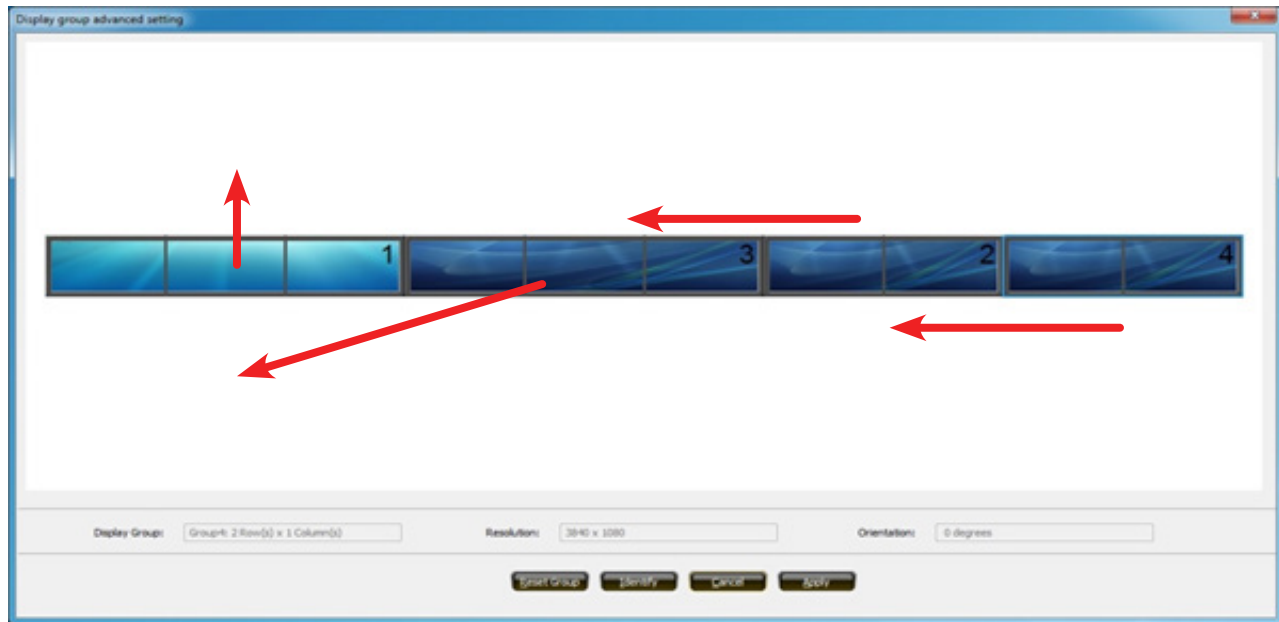 Display group advanced setting
1 3 2 4
Display Group: Group4: 2 Row(s) x 1 Column(s) Resolution: 3840 x 1080 Orientation: 0 degrees
Reset Group Identify Cancel Apply